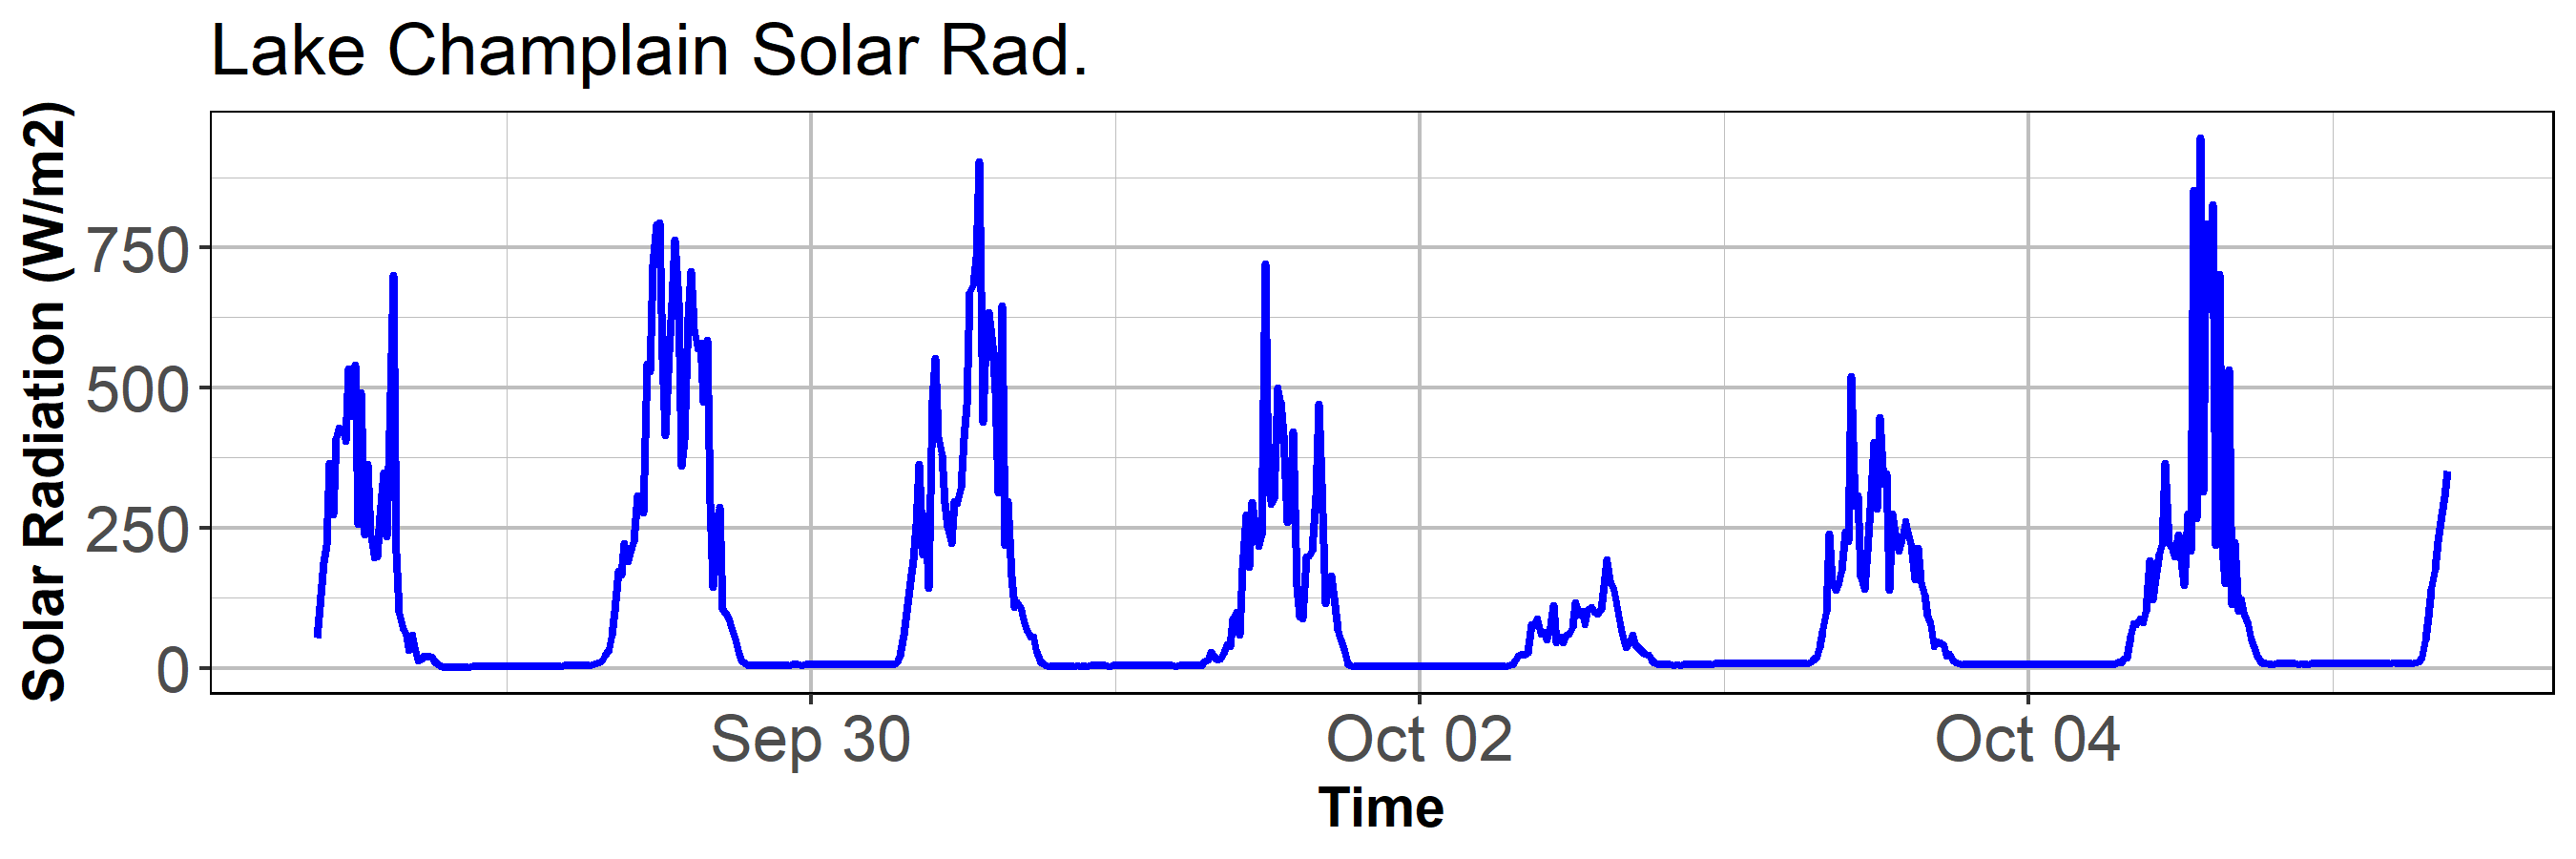 Lake Champlain Solar Rad.
Solar Radiation (W/m2)
750
500
250
0
Sep 30
Oct 02
Oct 04
Time